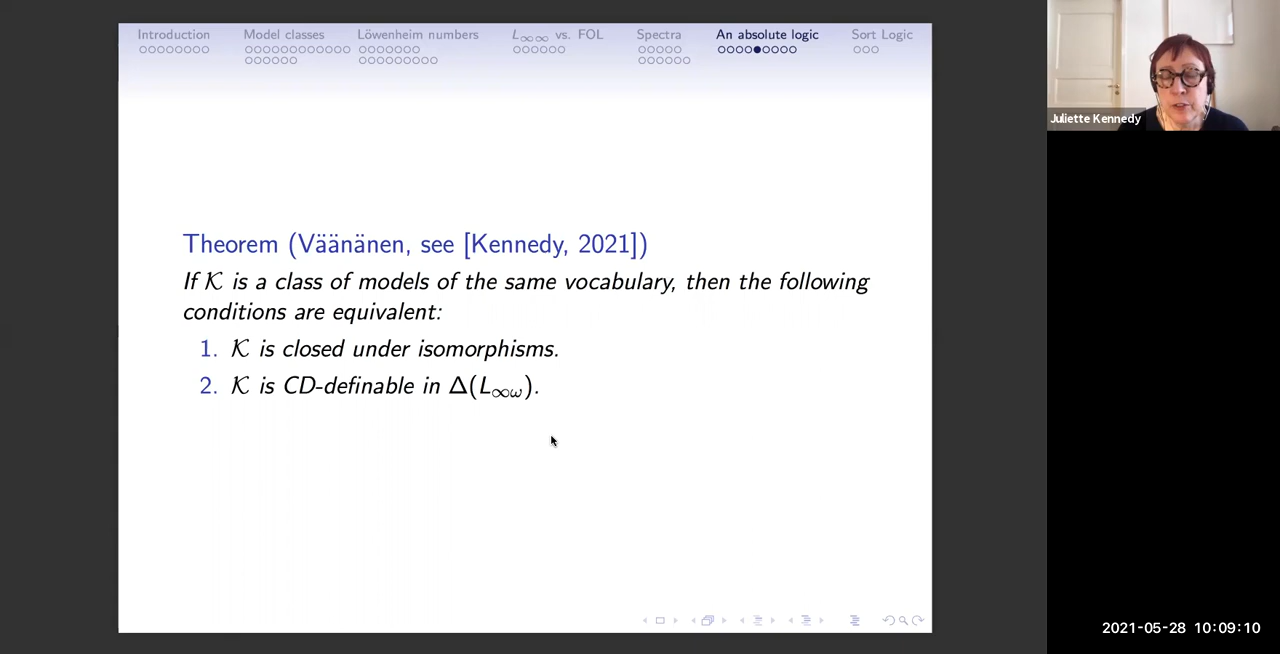 Introduction Model classes Löwenheim numbers L∞∞ vs. FOL Spectra An absolute logic Sort Logic
Juliette Kennedy
Theorem (Väänänen, see [Kennedy, 2021])
If 𝒦 is a class of models of the same vocabulary, then the following
conditions are equivalent:
1. 𝒦 is closed under isomorphisms.
2. 𝒦 is CD-definable in Δ(L∞ω).
2021-05-28 10:09:10